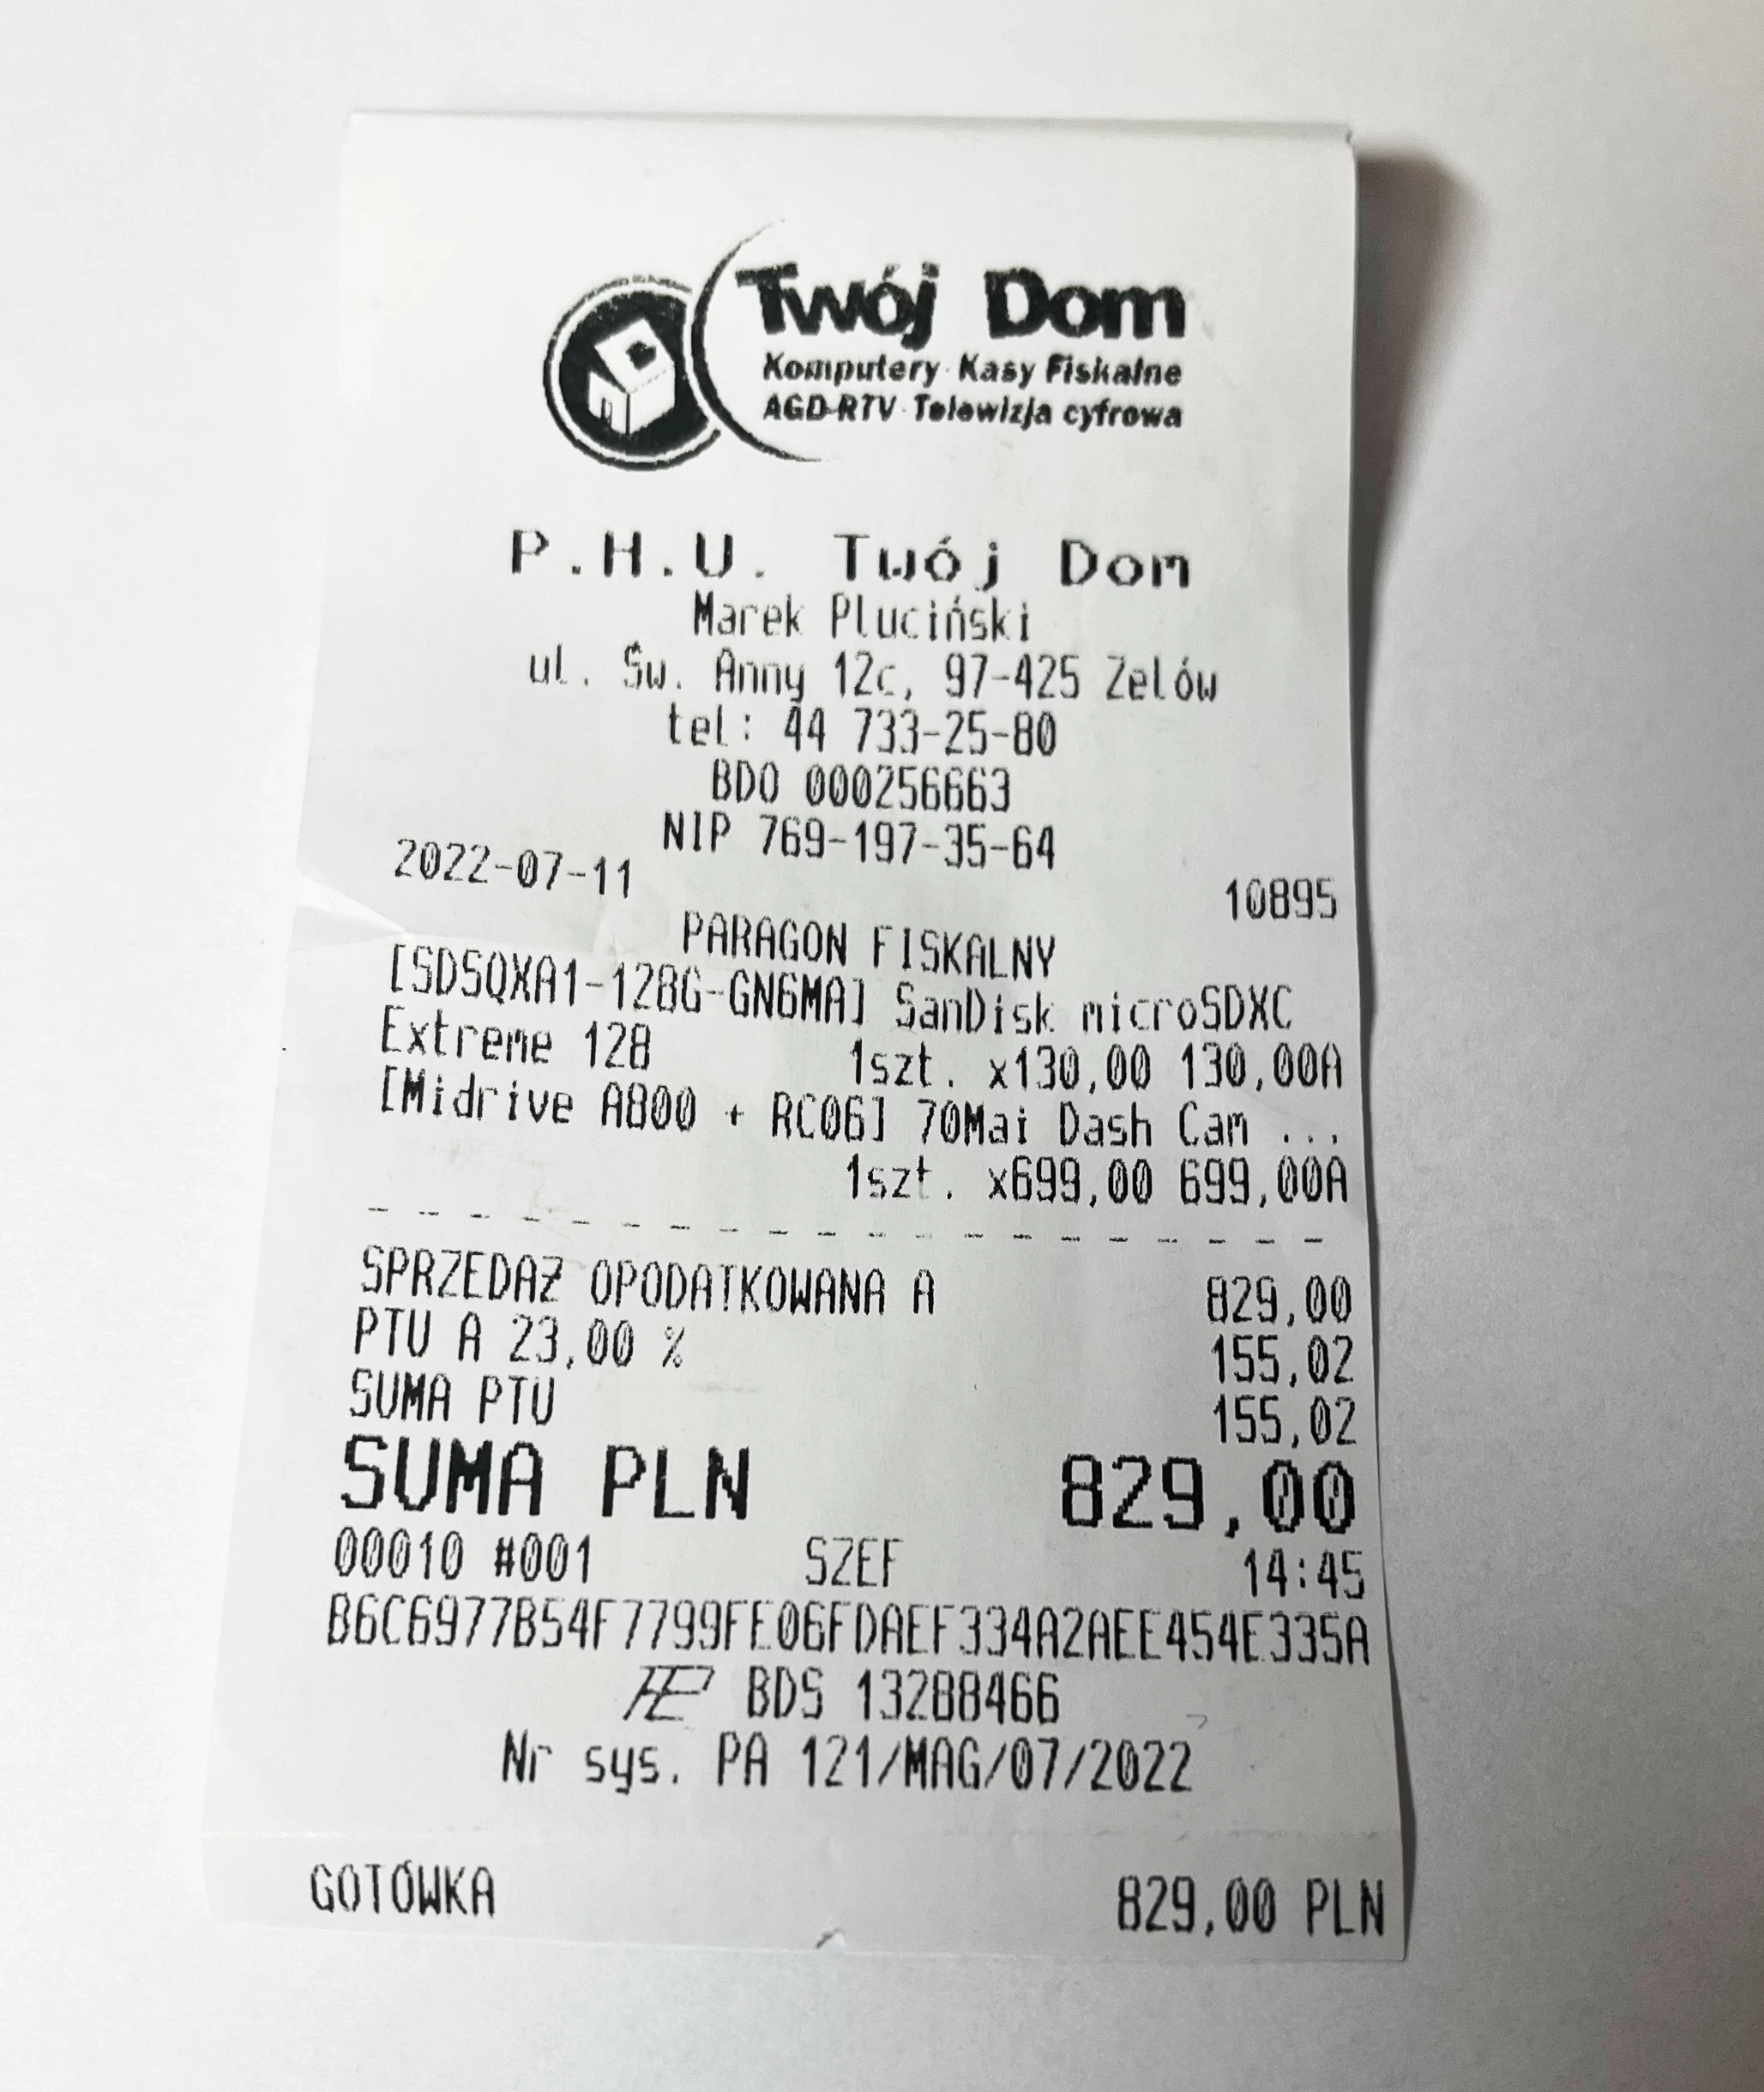 Twój Dom
Komputery · Kasy Fiskalne
AGD-RTV · Telewizja cyfrowa
P.H.U. Twój Dom
Marek Pluciński
ul. Św. Anny 12c, 97-425 Zelów
tel: 44 733-25-80
BDO 000256663
NIP 769-197-35-64
2022-07-11 10895
PARAGON FISKALNY
[SDSQXA1-128G-GN6MA] SanDisk microSDXC
Extreme 128 1szt. x130,00 130,00A
[Midrive A800 + RC06] 70Mai Dash Cam ...
1szt. x699,00 699,00A
SPRZEDAŻ OPODATKOWANA A 829,00
PTU A 23,00 % 155,02
SUMA PTU 155,02
SUMA PLN 829,00
00010 #001 SZEF 14:45
B6C6977B54F7799FE06FDAEF334A2AEE454E335A
BDS 13288466
Nr sys. PA 121/MAG/07/2022
GOTÓWKA 829,00 PLN